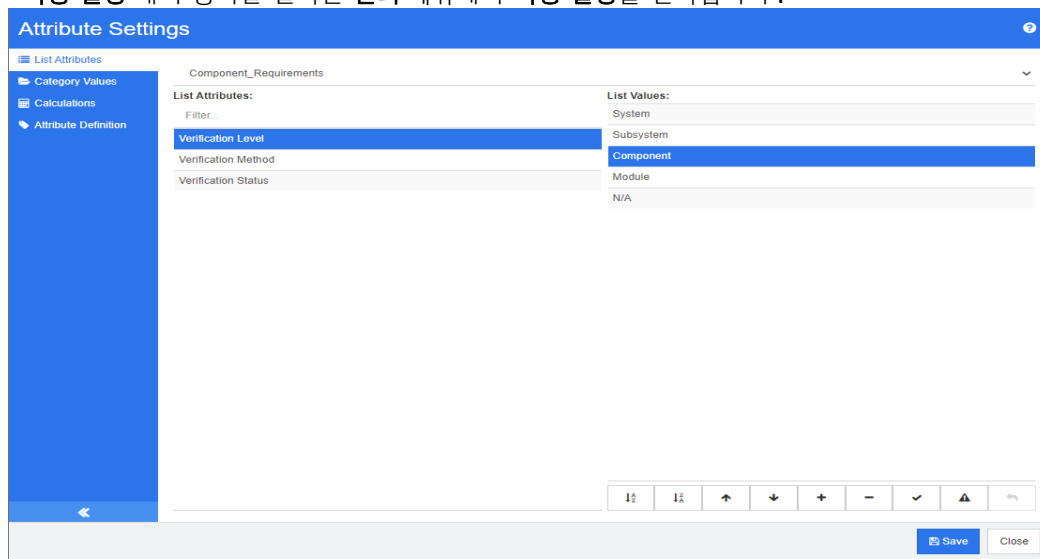 Attribute Settings
List Attributes
Category Values
Calculations
Attribute Definition
Component_Requirements
List Attributes:
Filter...
Verification Level
Verification Method
Verification Status
List Values:
System
Subsystem
Component
Module
N/A
Save
Close